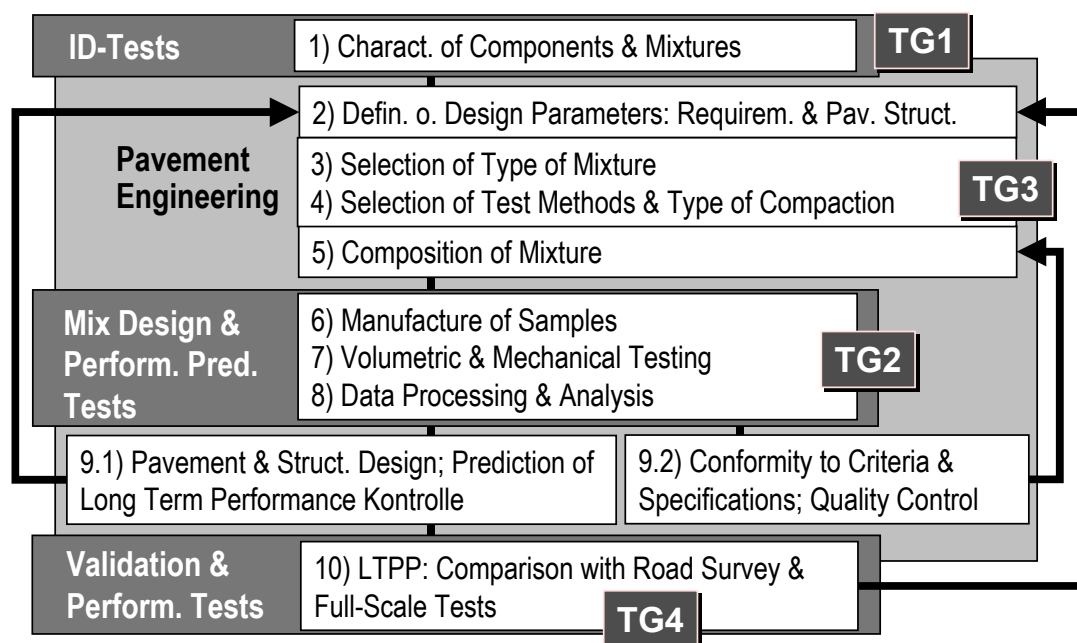 ID-Tests
1) Charact. of Components & Mixtures
TG1
2) Defin. o. Design Parameters: Requirem. & Pav. Struct.
Pavement
Engineering
3) Selection of Type of Mixture
4) Selection of Test Methods & Type of Compaction
TG3
5) Composition of Mixture
Mix Design &
Perform. Pred.
Tests
6) Manufacture of Samples
7) Volumetric & Mechanical Testing
8) Data Processing & Analysis
TG2
9.1) Pavement & Struct. Design; Prediction of
Long Term Performance Kontrolle
9.2) Conformity to Criteria &
Specifications; Quality Control
Validation &
Perform. Tests
10) LTPP: Comparison with Road Survey &
Full-Scale Tests
TG4